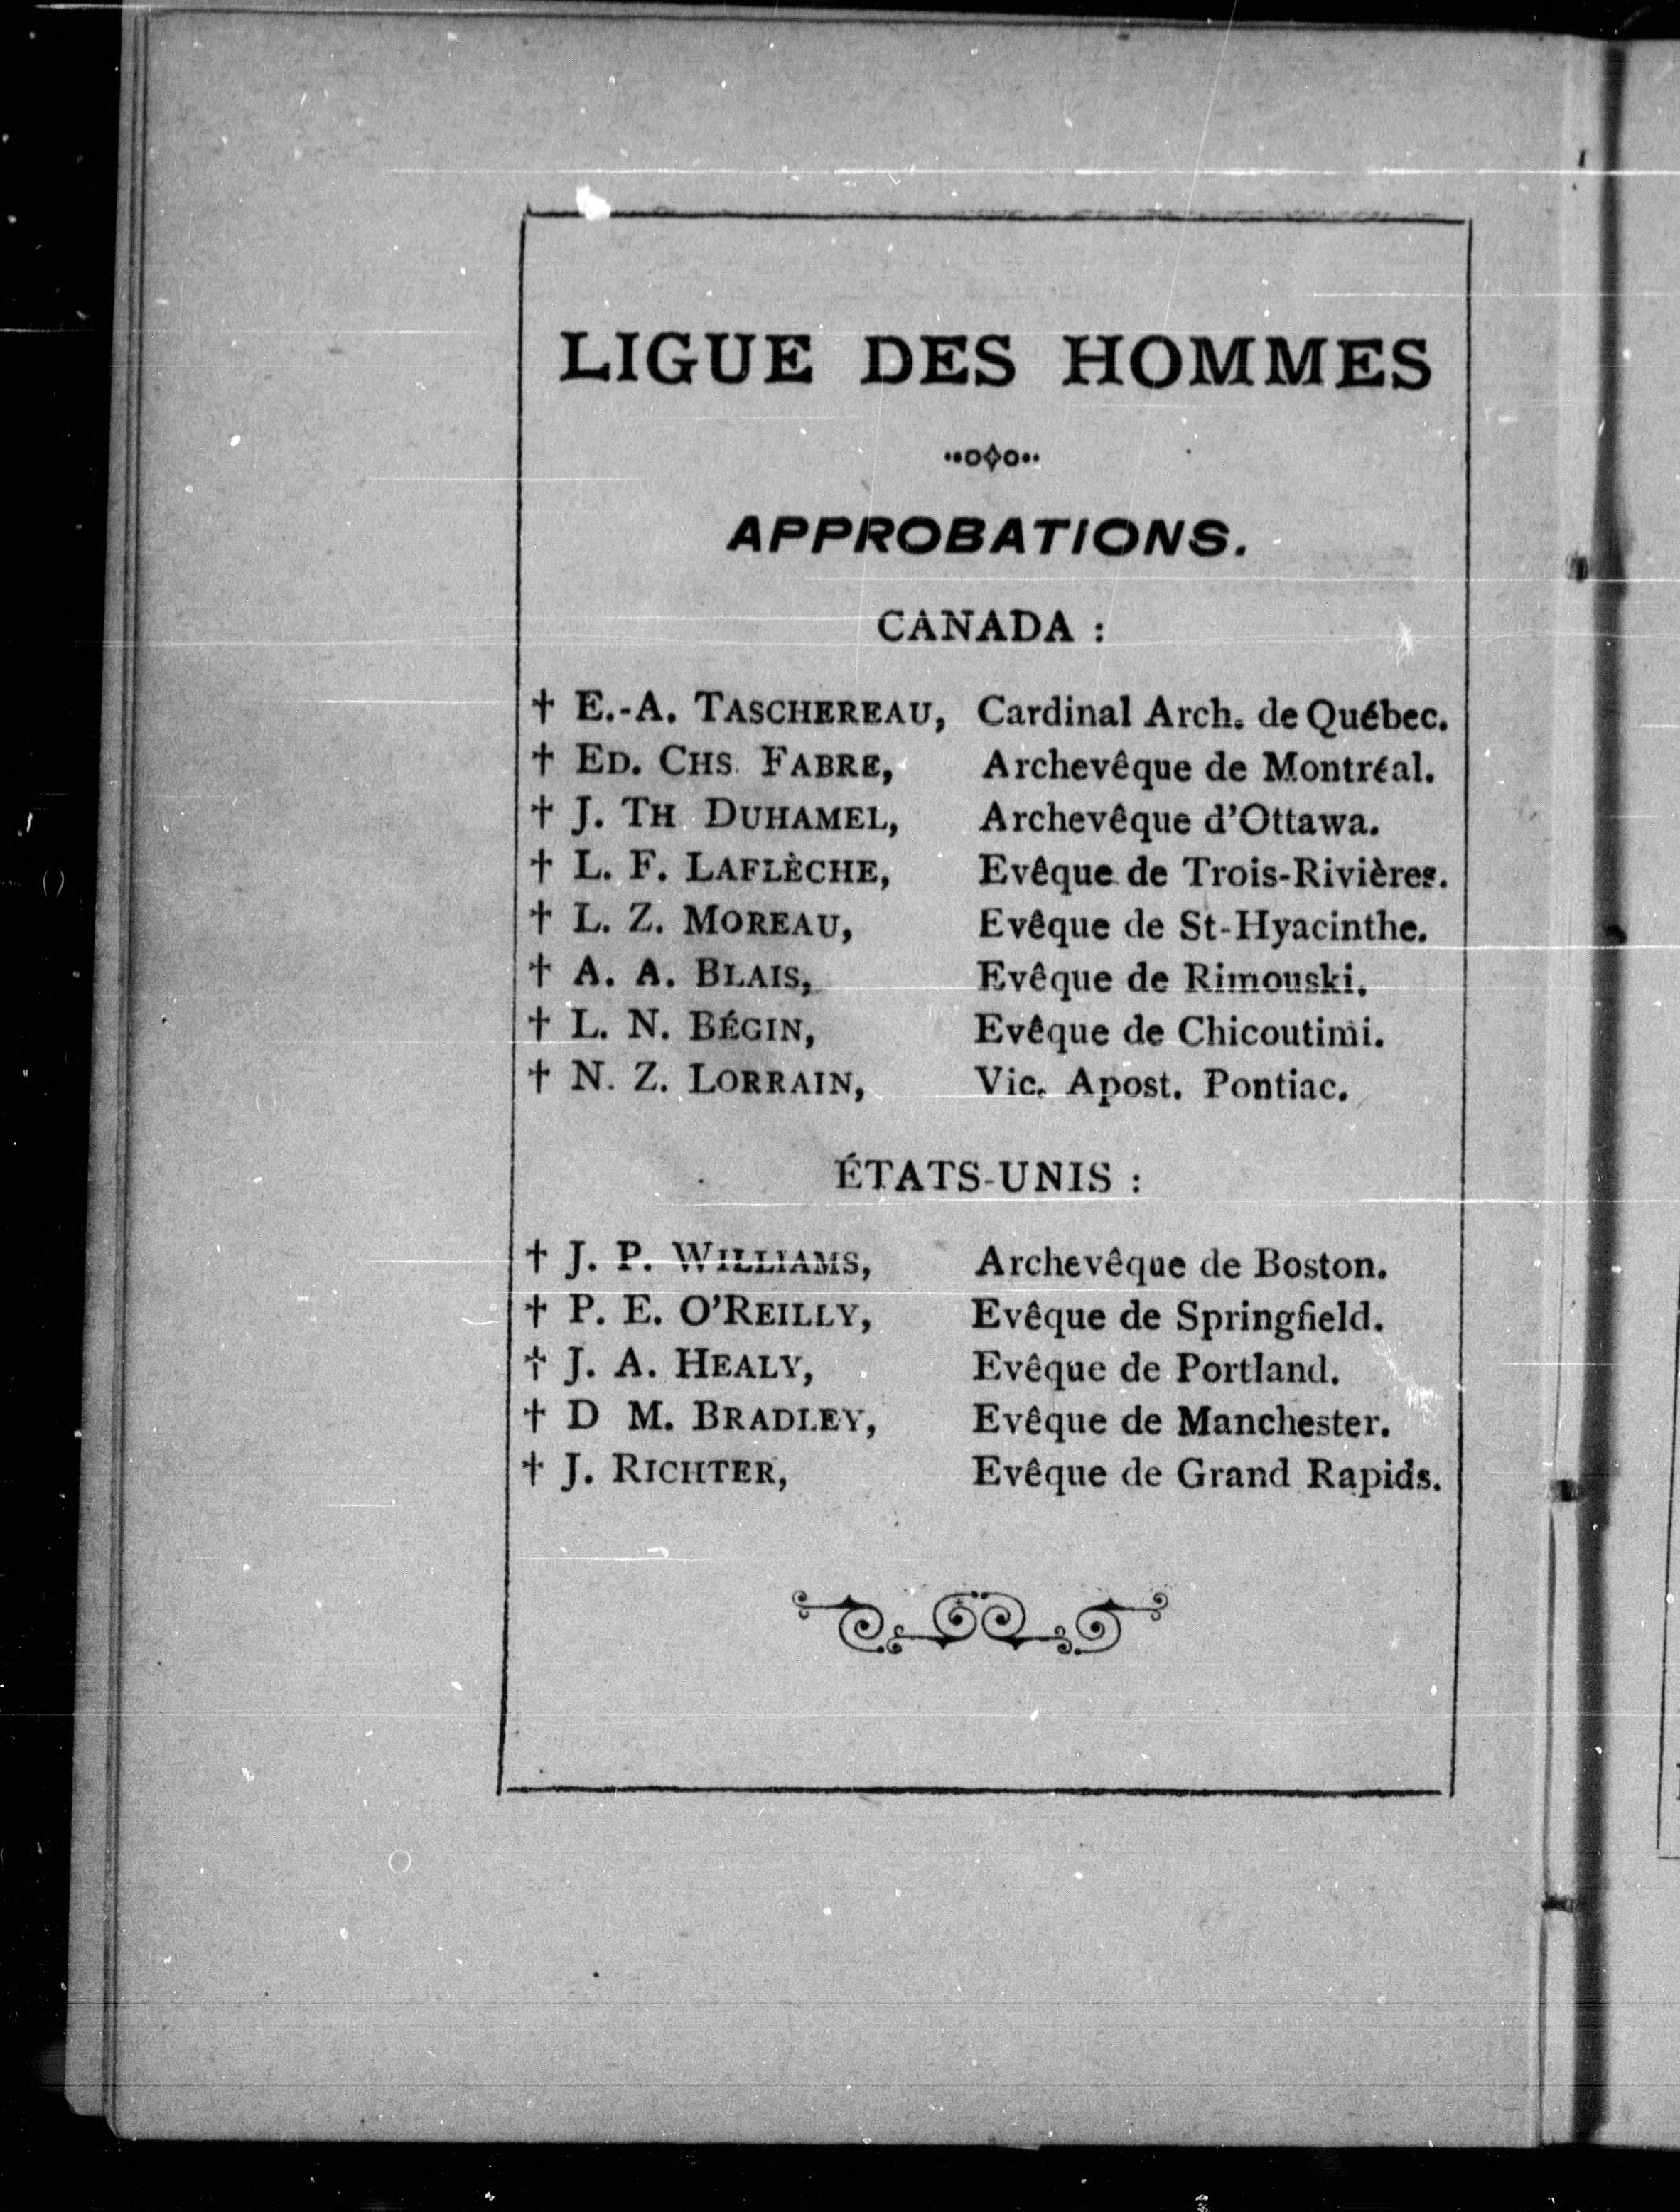 LIGUE DES HOMMES
APPROBATIONS.
CANADA :
† E.-A. TASCHEREAU, Cardinal Arch. de Québec.
† ED. CHS. FABRE, Archevêque de Montréal.
† J. TH DUHAMEL, Archevêque d'Ottawa.
† L. F. LAFLÈCHE, Evêque de Trois-Rivières.
† L. Z. MOREAU, Evêque de St-Hyacinthe.
† A. A. BLAIS, Evêque de Rimouski.
† L. N. BÉGIN, Evêque de Chicoutimi.
† N. Z. LORRAIN, Vic. Apost. Pontiac.
ÉTATS-UNIS :
† J. P. WILLIAMS, Archevêque de Boston.
† P. E. O'REILLY, Evêque de Springfield.
† J. A. HEALY, Evêque de Portland.
† D M. BRADLEY, Evêque de Manchester.
† J. RICHTER, Evêque de Grand Rapids.